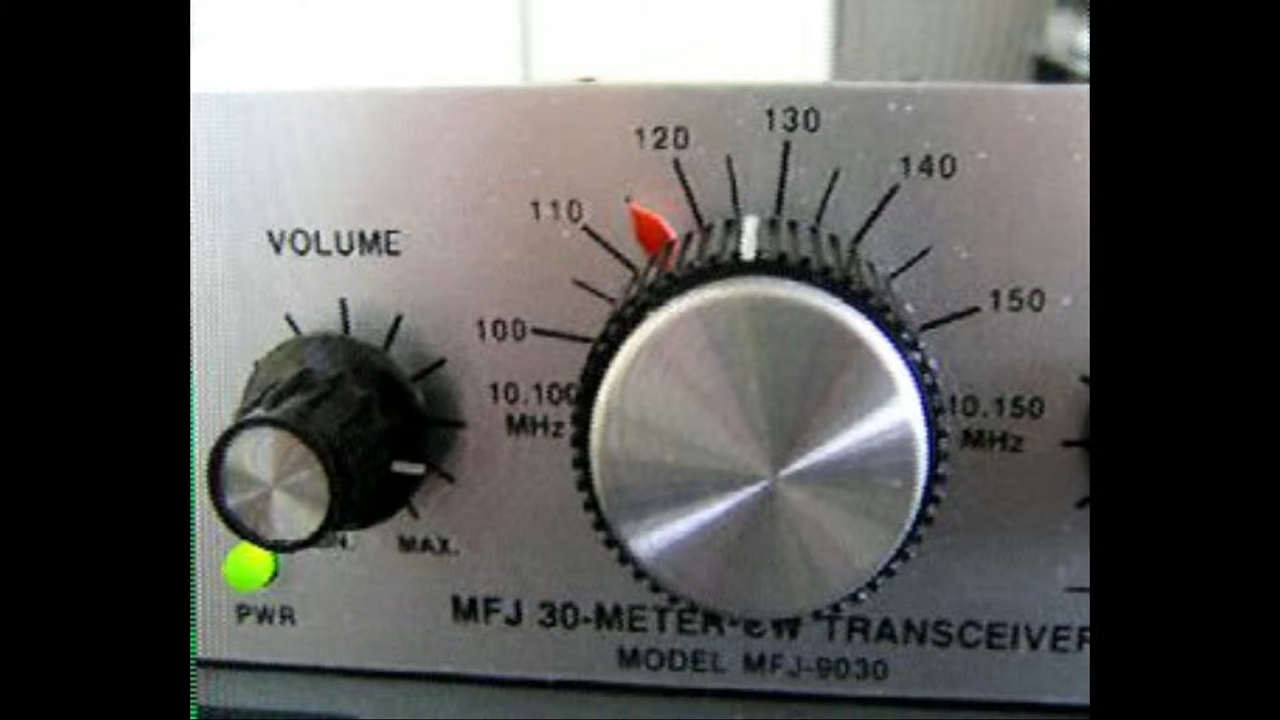 130
120
140
110
VOLUME
150
100
10.100
MHz
10.150
MHz
MAX.
PWR
MFJ 30-METER-CW TRANSCEIVER
MODEL MFJ-9030